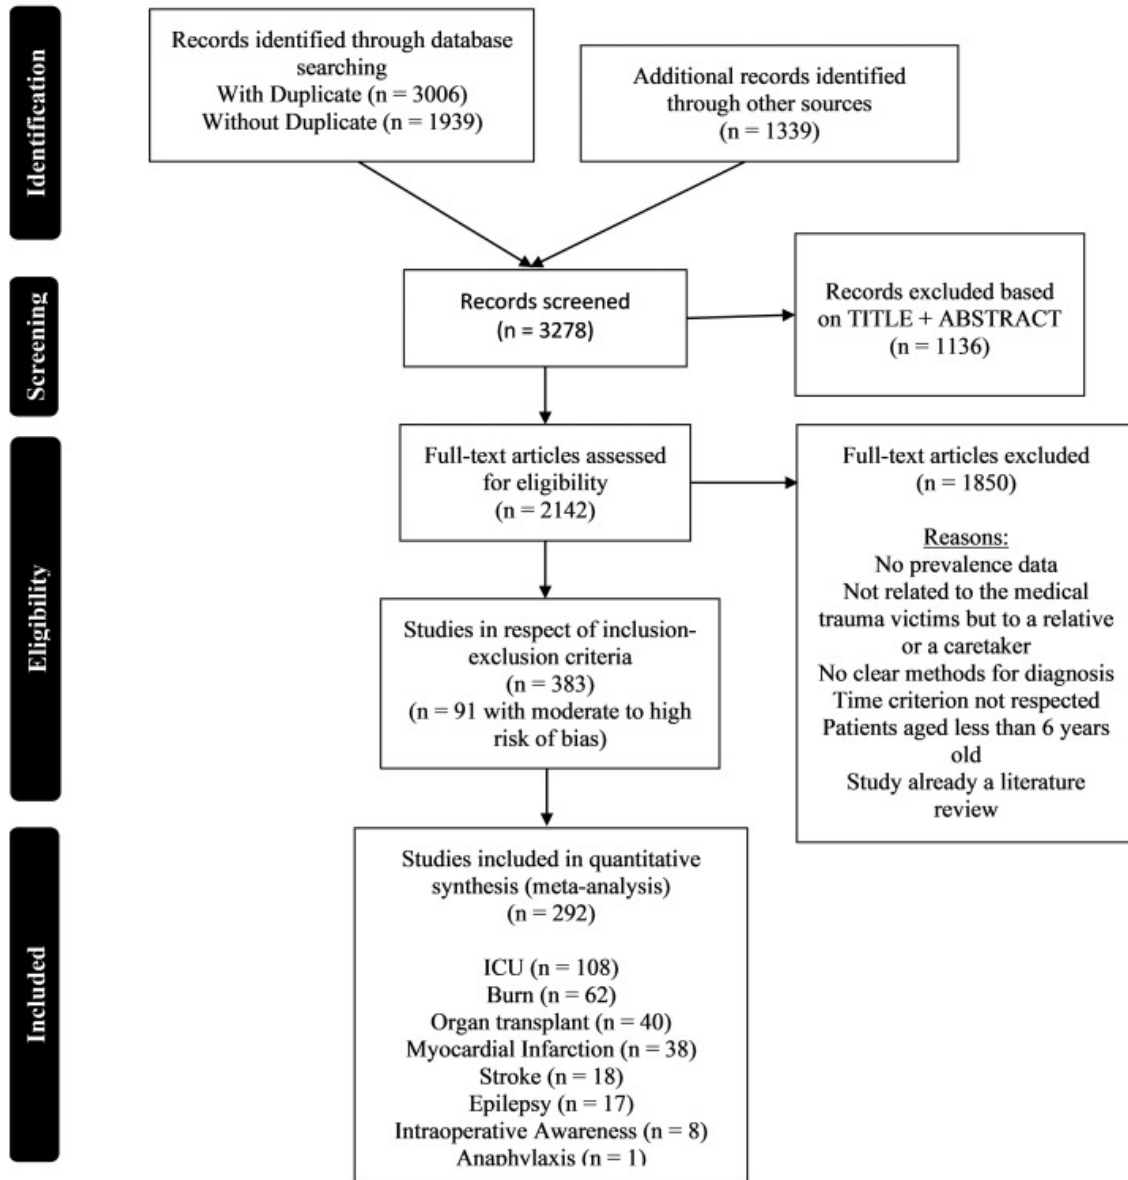 Identification
Records identified through database
searching
With Duplicate (n = 3006)
Without Duplicate (n = 1939)
Additional records identified
through other sources
(n = 1339)
Screening
Records screened
(n = 3278)
Records excluded based
on TITLE + ABSTRACT
(n = 1136)
Eligibility
Full-text articles assessed
for eligibility
(n = 2142)
Full-text articles excluded
(n = 1850)
Reasons:
No prevalence data
Not related to the medical
trauma victims but to a relative
or a caretaker
No clear methods for diagnosis
Time criterion not respected
Patients aged less than 6 years
old
Study already a literature
review
Studies in respect of inclusion-
exclusion criteria
(n = 383)
(n = 91 with moderate to high
risk of bias)
Included
Studies included in quantitative
synthesis (meta-analysis)
(n = 292)
ICU (n = 108)
Burn (n = 62)
Organ transplant (n = 40)
Myocardial Infarction (n = 38)
Stroke (n = 18)
Epilepsy (n = 17)
Intraoperative Awareness (n = 8)
Anaphylaxis (n = 1)